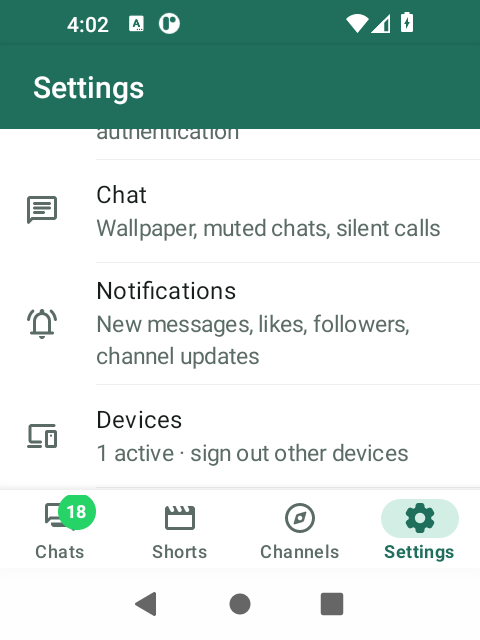 4:02
Settings
authentication
Chat
Wallpaper, muted chats, silent calls
Notifications
New messages, likes, followers,
channel updates
Devices
1 active · sign out other devices
18
Chats
Shorts
Channels
Settings